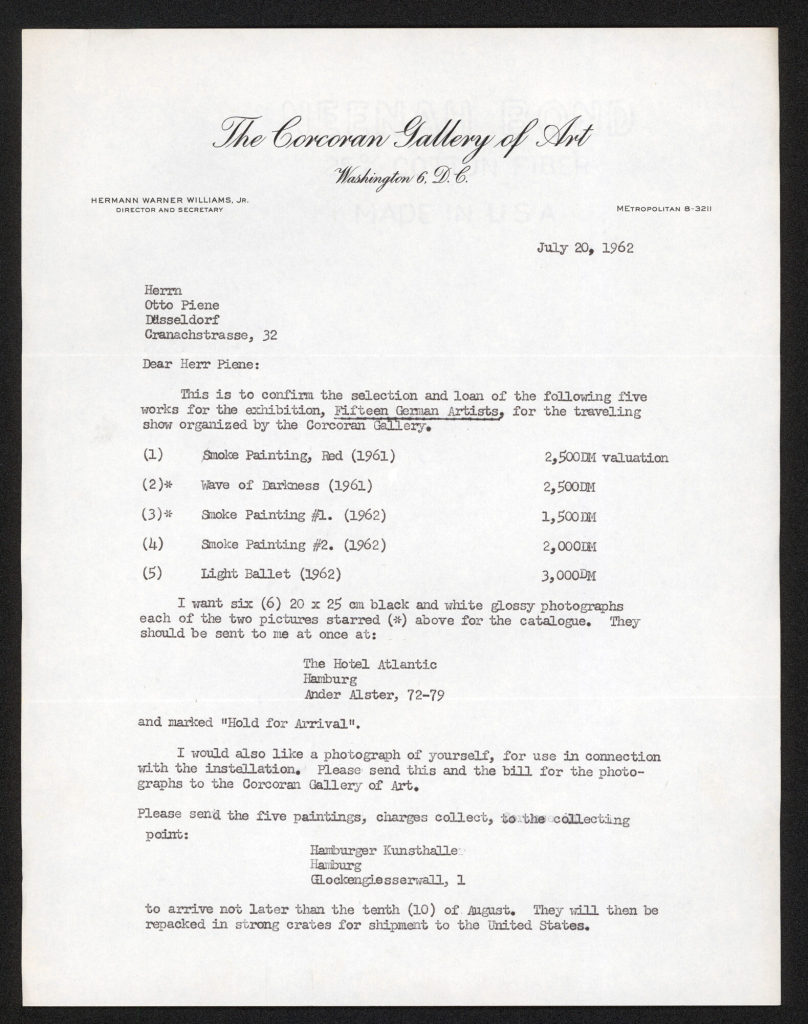 The Corcoran Gallery of Art
Washington 6, D.C.
HERMANN WARNER WILLIAMS, JR.
DIRECTOR AND SECRETARY
METROPOLITAN 8-3211
July 20, 1962
Herrn
Otto Piene
Düsseldorf
Cranachstrasse, 32
Dear Herr Piene:
This is to confirm the selection and loan of the following five
works for the exhibition, Fifteen German Artists, for the traveling
show organized by the Corcoran Gallery.
(1) Smoke Painting, Red (1961) 2,500DM valuation
(2)* Wave of Darkness (1961) 2,500DM
(3)* Smoke Painting #1. (1962) 1,500DM
(4) Smoke Painting #2. (1962) 2,000DM
(5) Light Ballet (1962) 3,000DM
I want six (6) 20 x 25 cm black and white glossy photographs
each of the two pictures starred (*) above for the catalogue. They
should be sent to me at once at:
The Hotel Atlantic
Hamburg
Ander Alster, 72-79
and marked "Hold for Arrival".
I would also like a photograph of yourself, for use in connection
with the installation. Please send this and the bill for the photo-
graphs to the Corcoran Gallery of Art.
Please send the five paintings, charges collect, to the collecting
point:
Hamburger Kunsthalle
Hamburg
Glockengiesserwall, 1
to arrive not later than the tenth (10) of August. They will then be
repacked in strong crates for shipment to the United States.